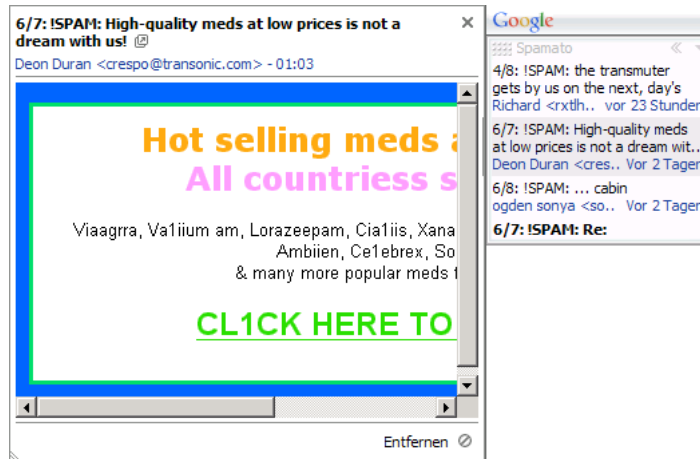 6/7: !SPAM: High-quality meds at low prices is not a
dream with us!
Deon Duran <crespo@transonic.com> - 01:03
Hot selling meds a
All countriess s
Viaagrra, Va1iium am, Lorazeepam, Cia1iis, Xana
Ambiien, Ce1ebrex, So
& many more popular meds f
CL1CK HERE TO
Entfernen
Google
Spamato
4/8: !SPAM: the transmuter
gets by us on the next, day's
Richard <rxtlh.. vor 23 Stunder
6/7: !SPAM: High-quality meds
at low prices is not a dream wit..
Deon Duran <cres.. Vor 2 Tager
6/8: !SPAM: ... cabin
ogden sonya <so.. Vor 2 Tager
6/7: !SPAM: Re: